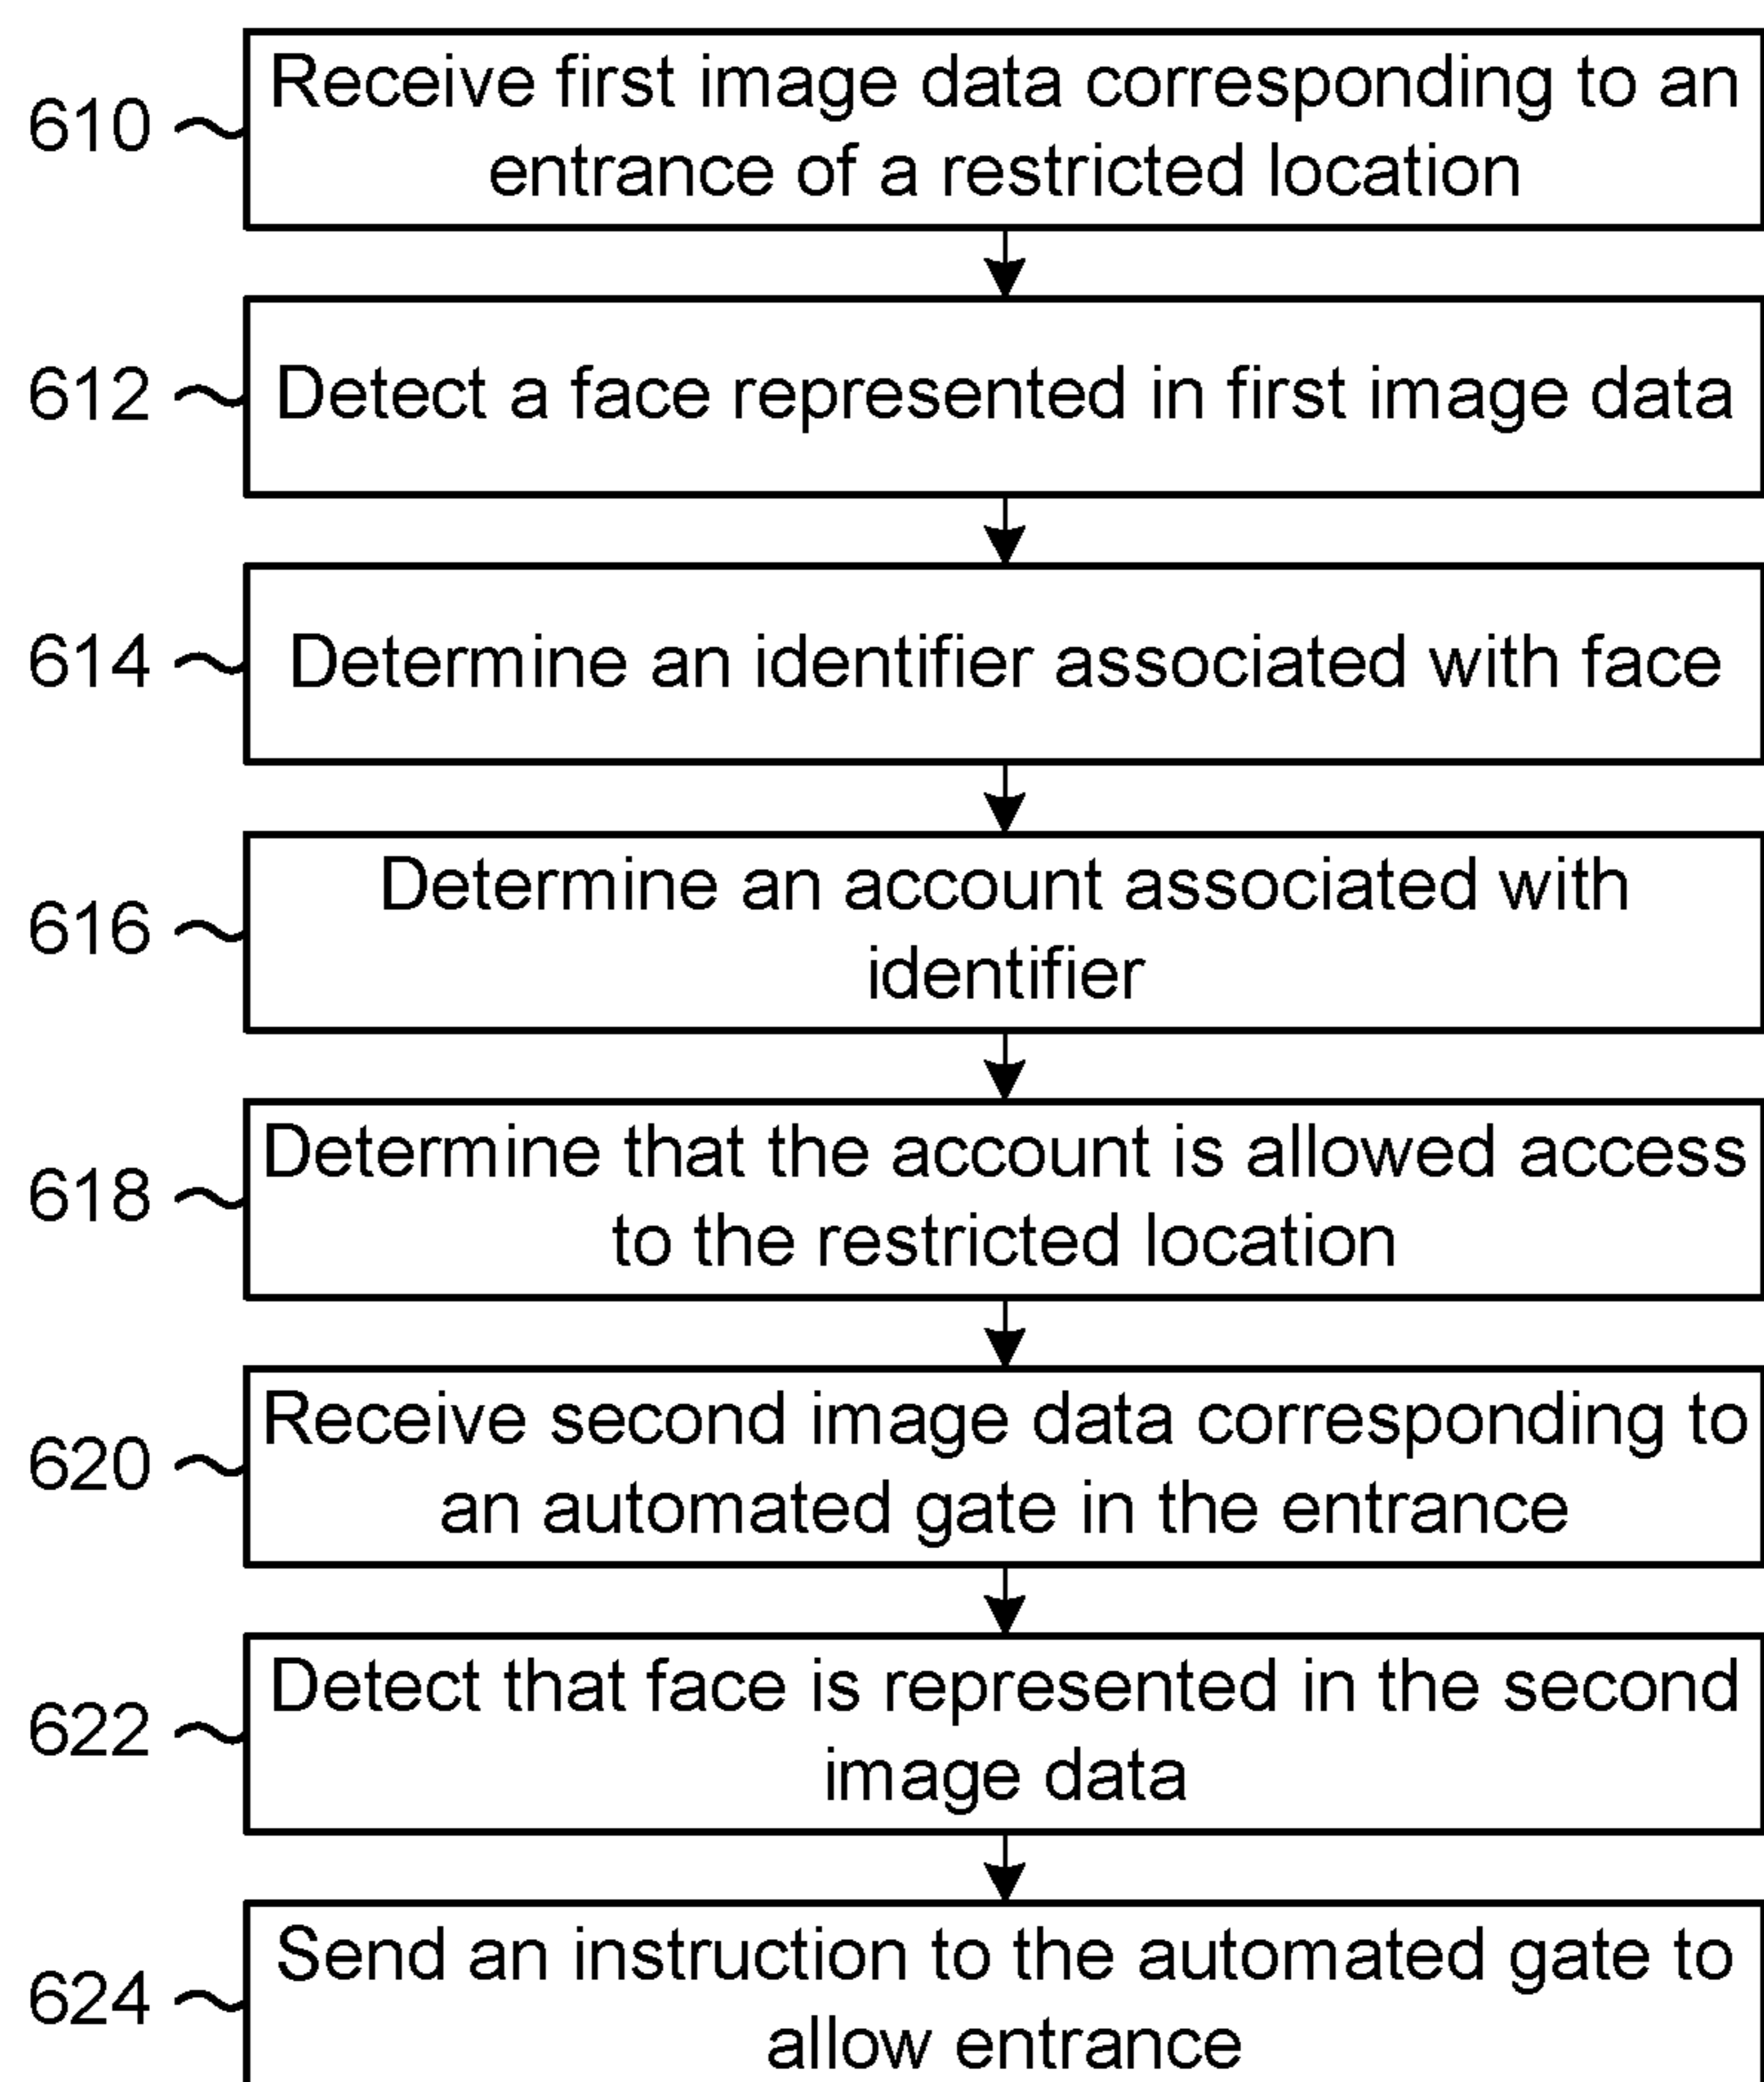 610
Receive first image data corresponding to an
entrance of a restricted location
612
Detect a face represented in first image data
614
Determine an identifier associated with face
616
Determine an account associated with
identifier
618
Determine that the account is allowed access
to the restricted location
620
Receive second image data corresponding to
an automated gate in the entrance
622
Detect that face is represented in the second
image data
624
Send an instruction to the automated gate to
allow entrance